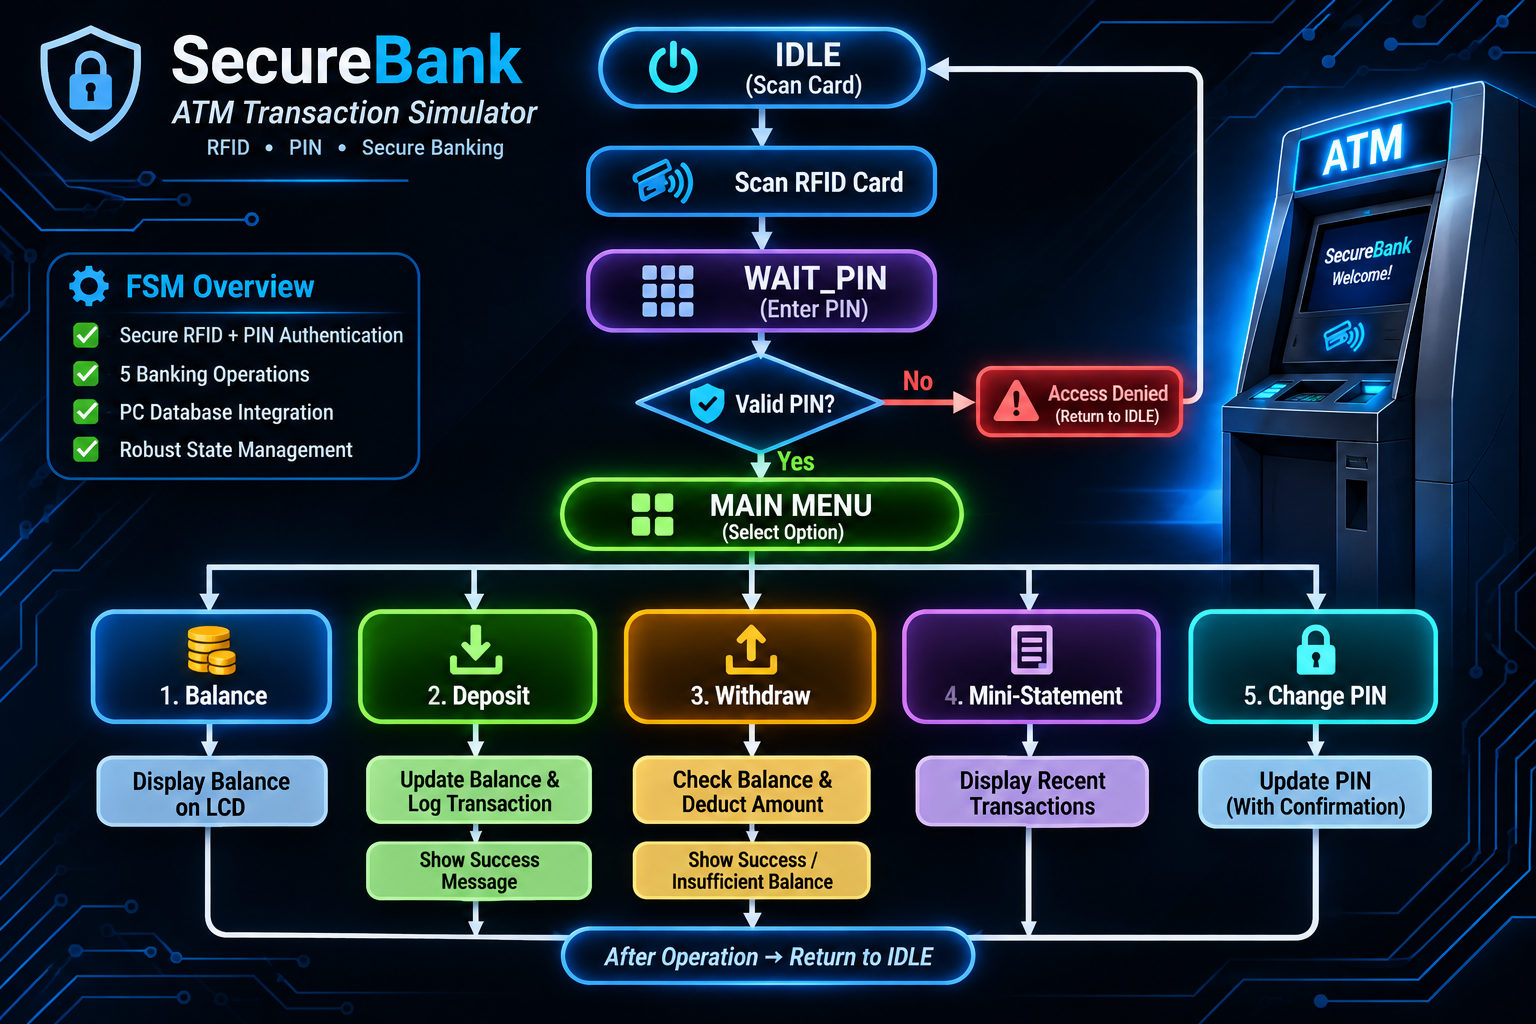 SecureBank
ATM Transaction Simulator
RFID • PIN • Secure Banking
FSM Overview
Secure RFID + PIN Authentication
5 Banking Operations
PC Database Integration
Robust State Management
IDLE
(Scan Card)
Scan RFID Card
WAIT_PIN
(Enter PIN)
Valid PIN?
No
Access Denied
(Return to IDLE)
Yes
MAIN MENU
(Select Option)
ATM
SecureBank
Welcome!
1. Balance
2. Deposit
3. Withdraw
4. Mini-Statement
5. Change PIN
Display Balance
on LCD
Update Balance &
Log Transaction
Check Balance &
Deduct Amount
Display Recent
Transactions
Update PIN
(With Confirmation)
Show Success
Message
Show Success /
Insufficient Balance
After Operation → Return to IDLE